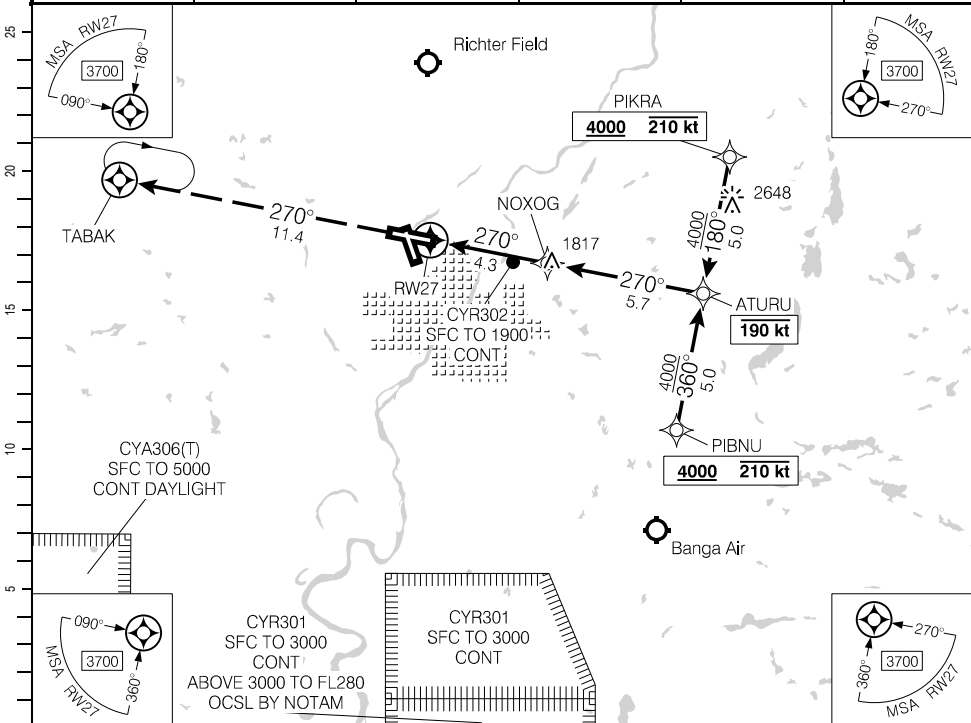 25
20
15
10
5
MSA RW27
3700
180°
090°
Richter Field
MSA RW27
180°
3700
270°
PIKRA
4000 210 kt
2648
4000
180°
5.0
TABAK
270°
11.4
NOXOG
1817
270°
4.3
RW27
270°
5.7
ATURU
190 kt
CYR302
SFC TO 1900
CONT
4000
360°
5.0
PIBNU
4000 210 kt
CYA306(T)
SFC TO 5000
CONT DAYLIGHT
Banga Air
090°
3700
360°
MSA RW27
CYR301
SFC TO 3000
CONT
ABOVE 3000 TO FL280
OCSL BY NOTAM
CYR301
SFC TO 3000
CONT
270°
360°
3700
MSA RW27